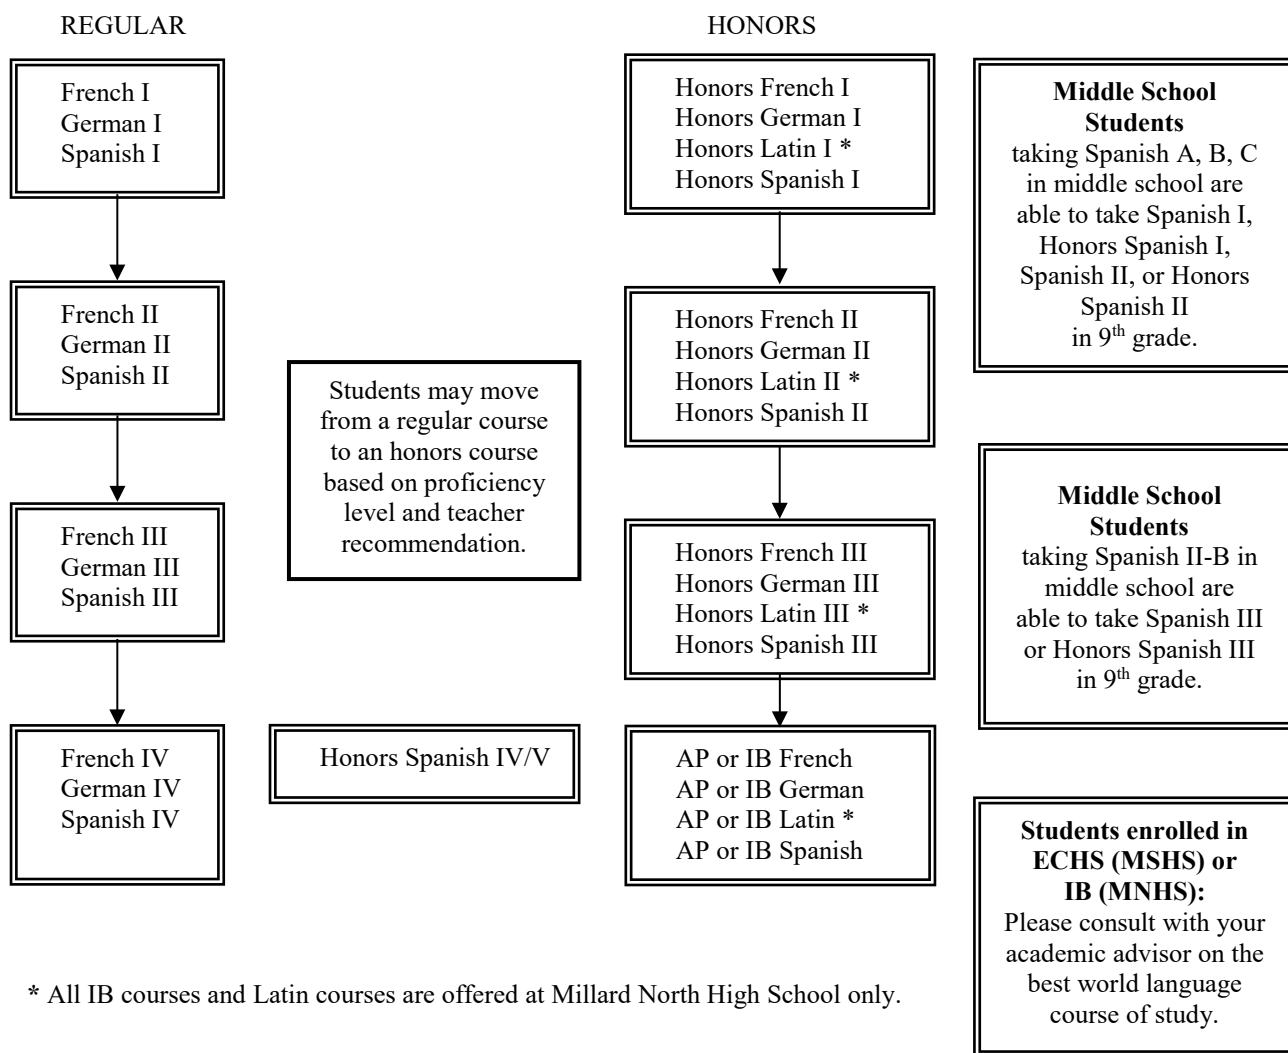 REGULAR
French I
German I
Spanish I
French II
German II
Spanish II
French III
German III
Spanish III
French IV
German IV
Spanish IV
Students may move
from a regular course
to an honors course
based on proficiency
level and teacher
recommendation.
Honors Spanish IV/V
HONORS
Honors French I
Honors German I
Honors Latin I *
Honors Spanish I
Honors French II
Honors German II
Honors Latin II *
Honors Spanish II
Honors French III
Honors German III
Honors Latin III *
Honors Spanish III
AP or IB French
AP or IB German
AP or IB Latin *
AP or IB Spanish
Middle School
Students
taking Spanish A, B, C
in middle school are
able to take Spanish I,
Honors Spanish I,
Spanish II, or Honors
Spanish II
in 9th grade.
Middle School
Students
taking Spanish II-B in
middle school are
able to take Spanish III
or Honors Spanish III
in 9th grade.
Students enrolled in
ECHS (MSHS) or
IB (MNHS):
Please consult with your
academic advisor on the
best world language
course of study.
* All IB courses and Latin courses are offered at Millard North High School only.